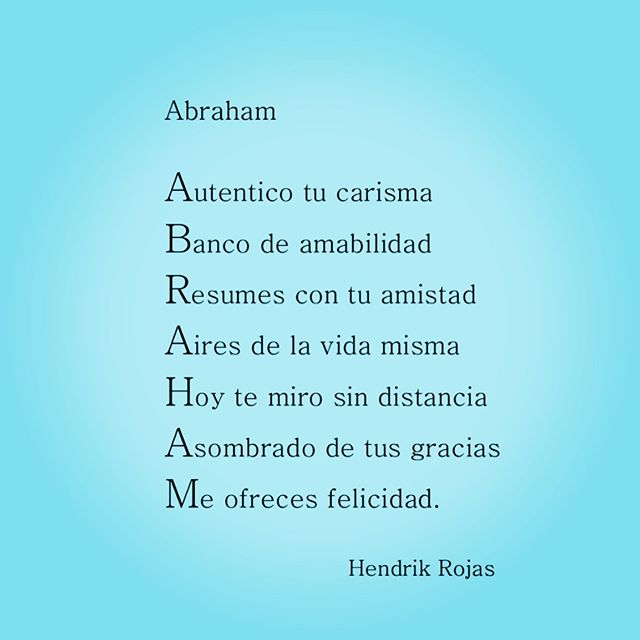 Abraham
Autentico tu carisma
Banco de amabilidad
Resumes con tu amistad
Aires de la vida misma
Hoy te miro sin distancia
Asombrado de tus gracias
Me ofreces felicidad.
Hendrik Rojas